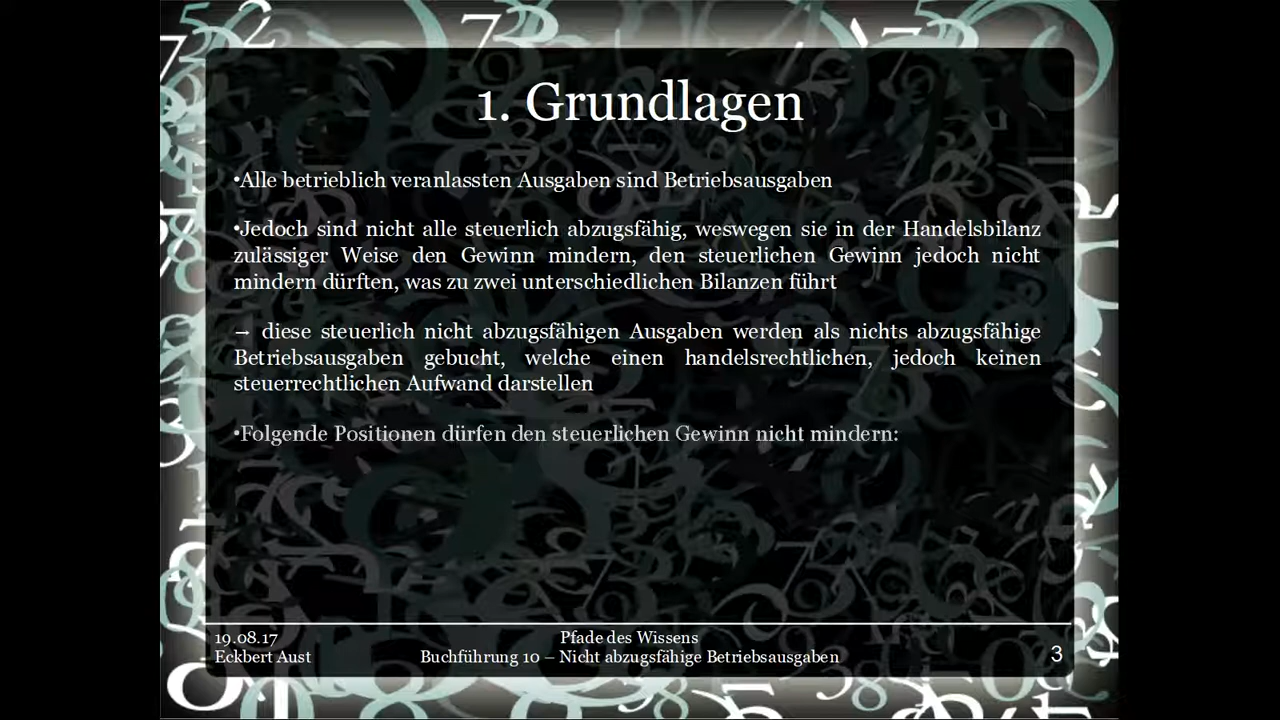 1. Grundlagen
•Alle betrieblich veranlassten Ausgaben sind Betriebsausgaben
•Jedoch sind nicht alle steuerlich abzugsfähig, weswegen sie in der Handelsbilanz
zulässiger Weise den Gewinn mindern, den steuerlichen Gewinn jedoch nicht
mindern dürften, was zu zwei unterschiedlichen Bilanzen führt
→ diese steuerlich nicht abzugsfähigen Ausgaben werden als nichts abzugsfähige
Betriebsausgaben gebucht, welche einen handelsrechtlichen, jedoch keinen
steuerrechtlichen Aufwand darstellen
•Folgende Positionen dürfen den steuerlichen Gewinn nicht mindern:
19.08.17
Eckbert Aust
Pfade des Wissens
Buchführung 10 – Nicht abzugsfähige Betriebsausgaben
3